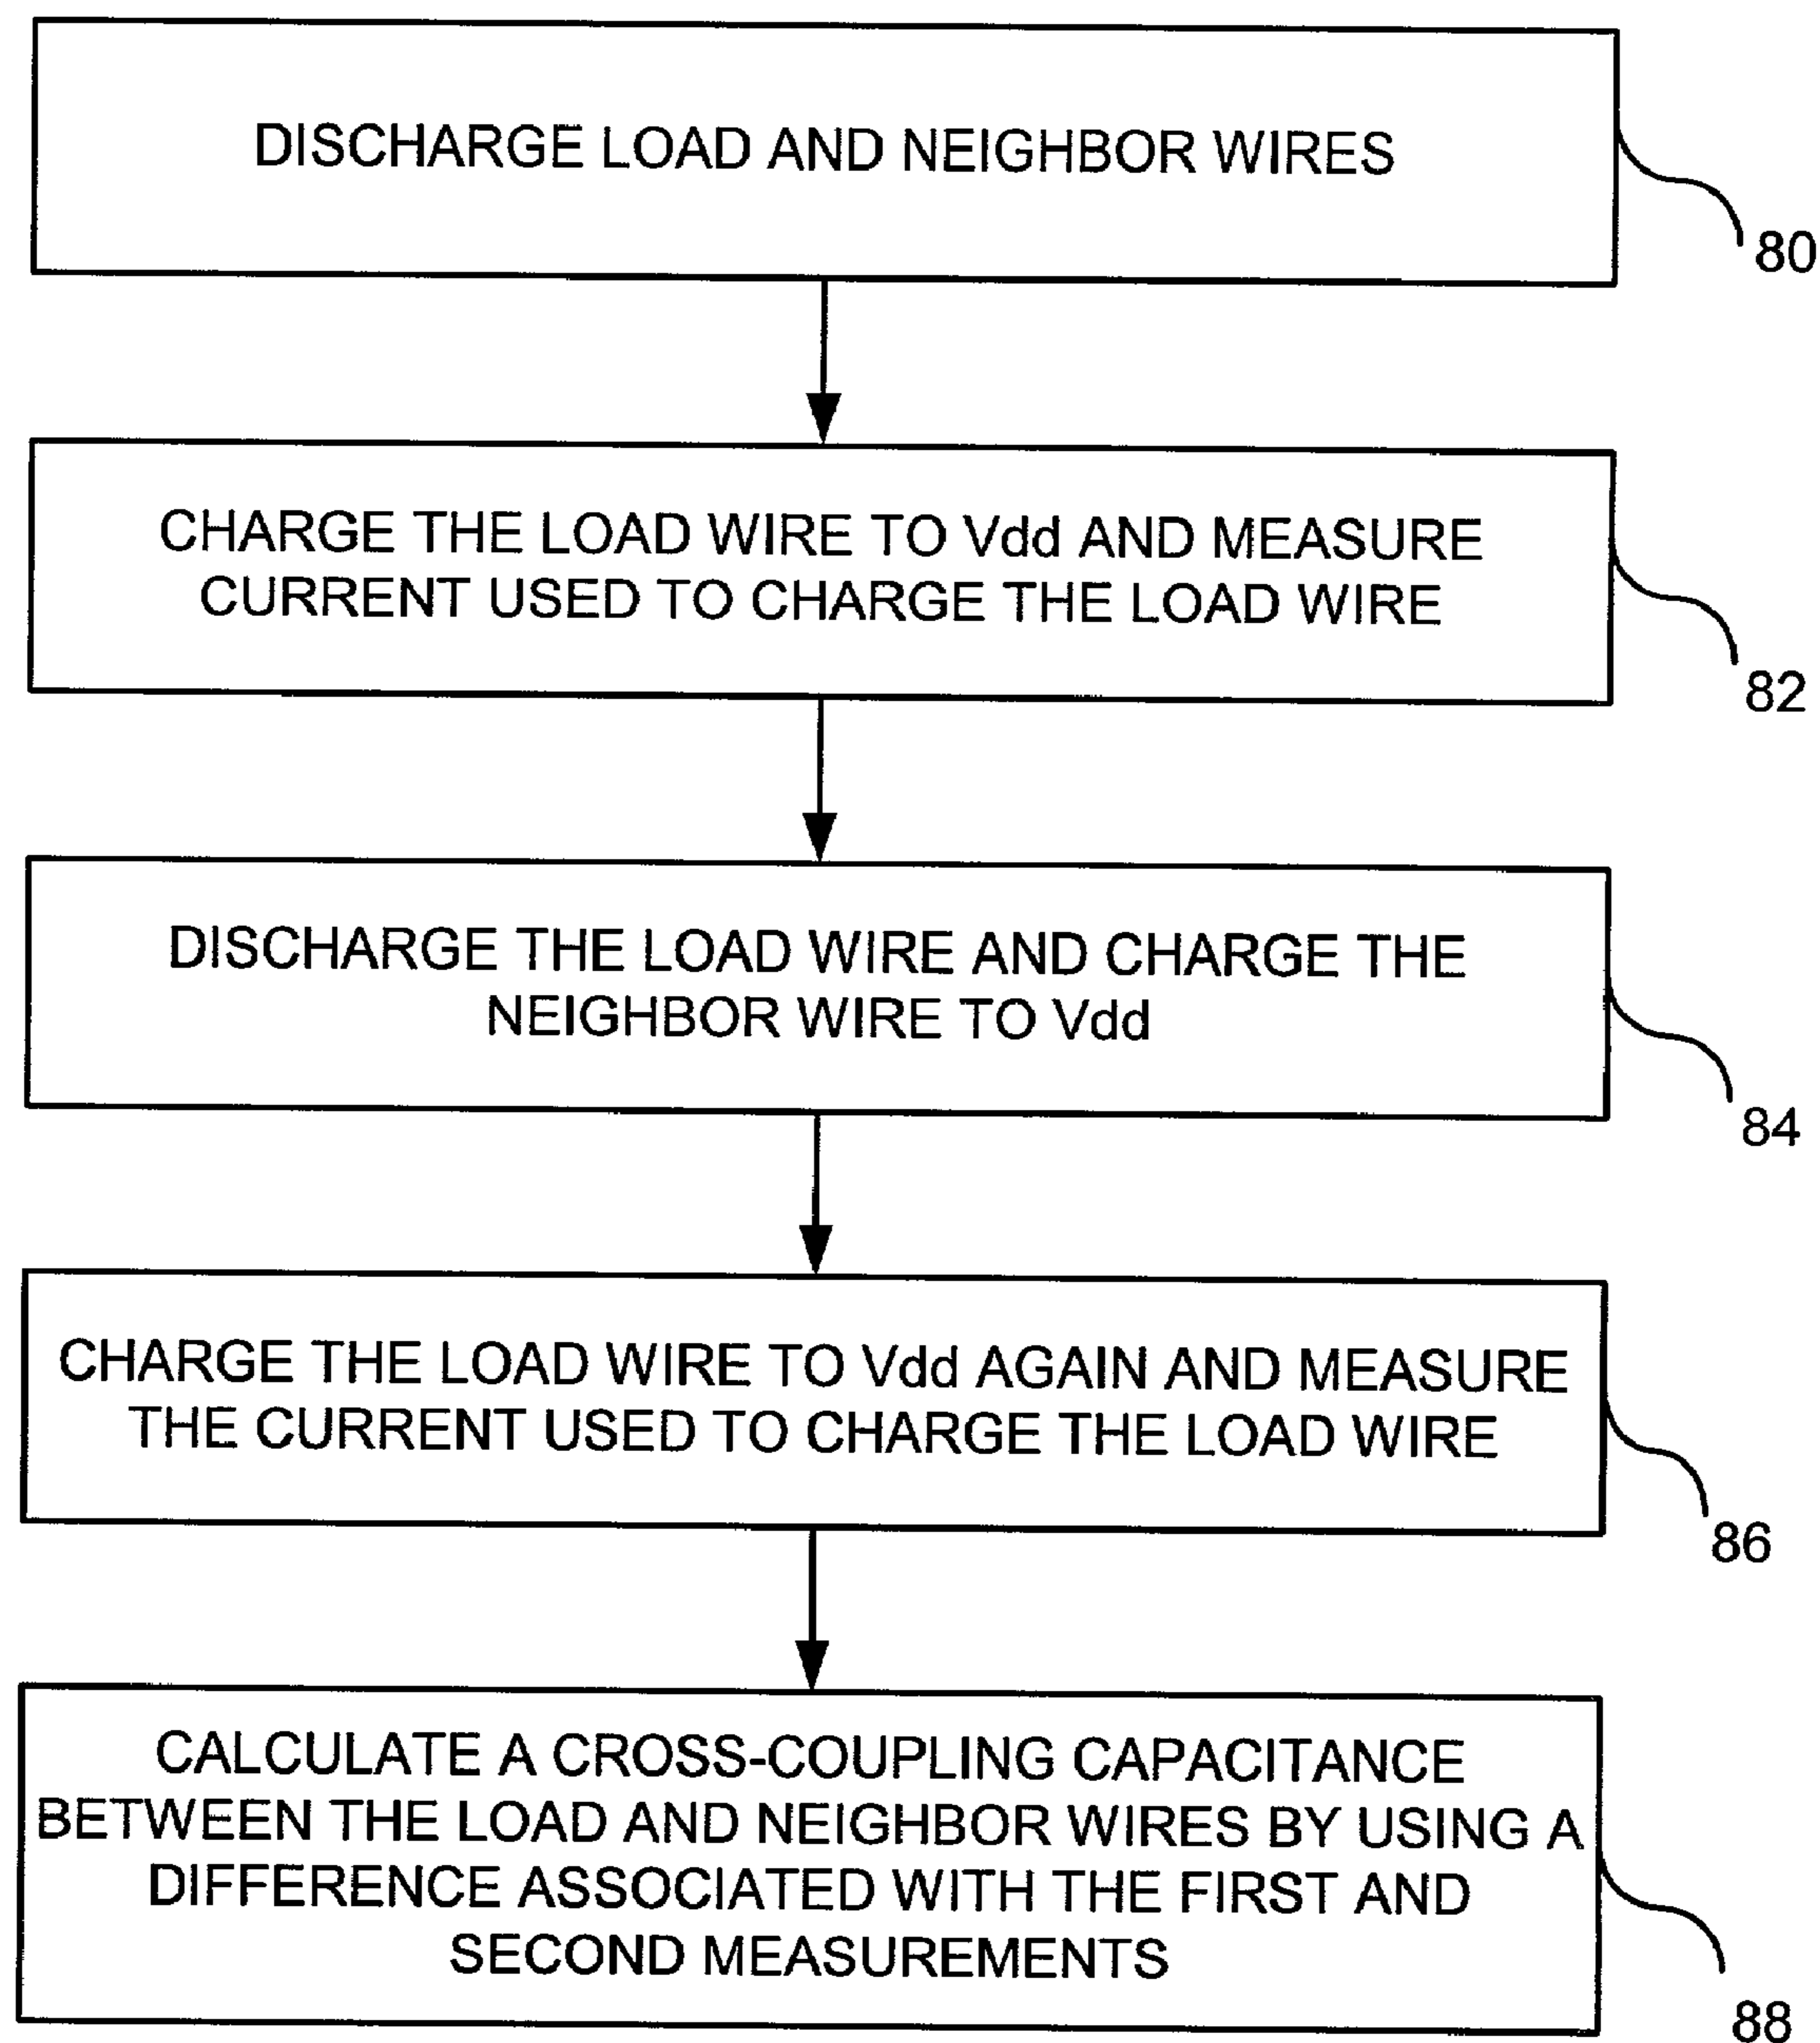 DISCHARGE LOAD AND NEIGHBOR WIRES
80
CHARGE THE LOAD WIRE TO Vdd AND MEASURE
CURRENT USED TO CHARGE THE LOAD WIRE
82
DISCHARGE THE LOAD WIRE AND CHARGE THE
NEIGHBOR WIRE TO Vdd
84
CHARGE THE LOAD WIRE TO Vdd AGAIN AND MEASURE
THE CURRENT USED TO CHARGE THE LOAD WIRE
86
CALCULATE A CROSS-COUPLING CAPACITANCE
BETWEEN THE LOAD AND NEIGHBOR WIRES BY USING A
DIFFERENCE ASSOCIATED WITH THE FIRST AND
SECOND MEASUREMENTS
88